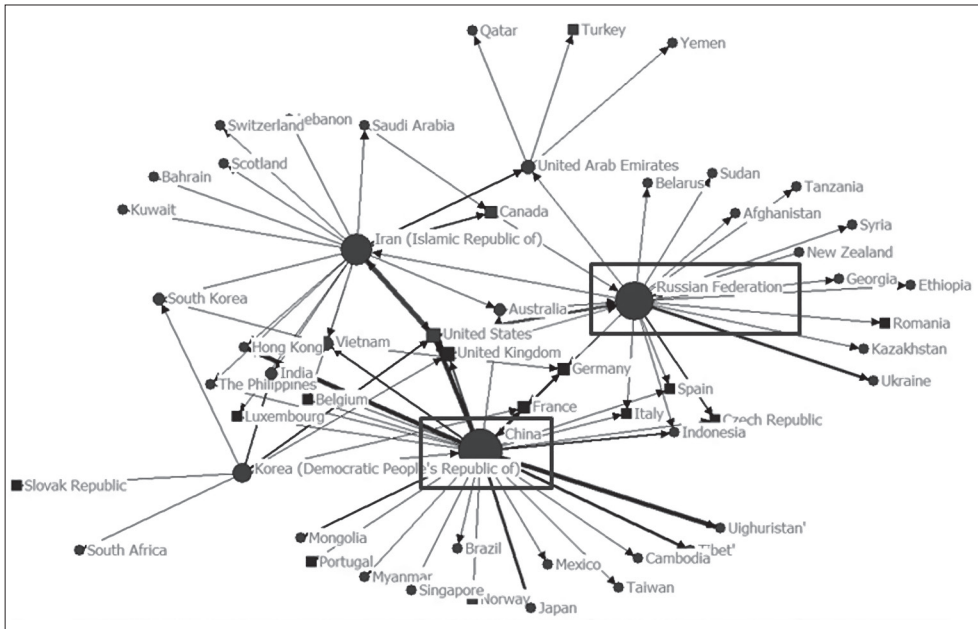 Qatar
Turkey
Yemen
Switzerland
Lebanon
Saudi Arabia
Scotland
United Arab Emirates
Bahrain
Belarus
Sudan
Tanzania
Kuwait
Canada
Afghanistan
Syria
Iran (Islamic Republic of)
New Zealand
Russian Federation
Georgia
Ethiopia
South Korea
Australia
Romania
United States
Hong Kong
Vietnam
United Kingdom
Kazakhstan
India
Germany
Ukraine
The Philippines
Spain
Belgium
Luxembourg
France
Italy
Czech Republic
China
Indonesia
Korea (Democratic People's Republic of)
Slovak Republic
Uighuristan'
Mongolia
South Africa
Brazil
Tibet'
Portugal
Mexico
Cambodia
Myanmar
Singapore
Taiwan
Norway
Japan